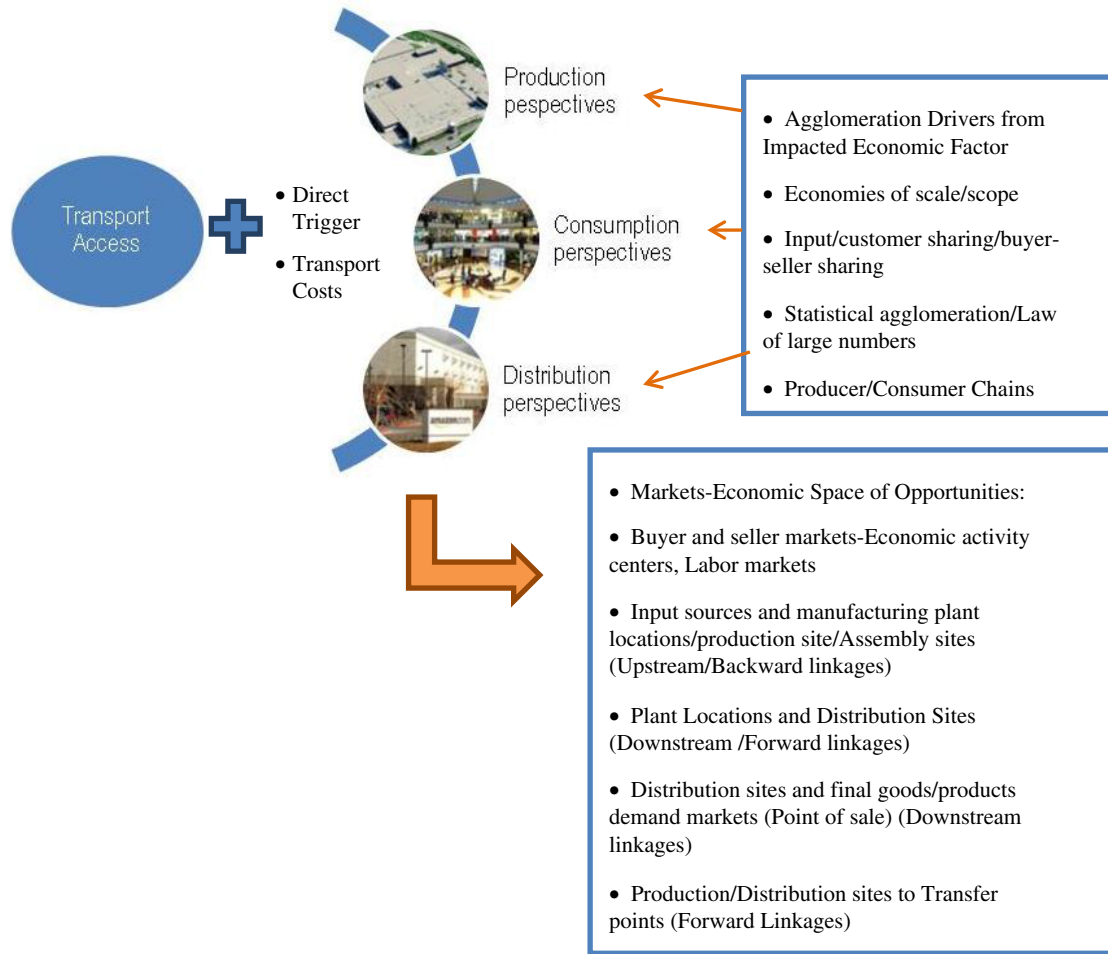 Transport
Access
• Direct
Trigger
• Transport
Costs
Production
pespectives
Consumption
perspectives
Distribution
perspectives
amazon.com
• Agglomeration Drivers from
Impacted Economic Factor
• Economies of scale/scope
• Input/customer sharing/buyer-
seller sharing
• Statistical agglomeration/Law
of large numbers
• Producer/Consumer Chains
• Markets-Economic Space of Opportunities:
• Buyer and seller markets-Economic activity
centers, Labor markets
• Input sources and manufacturing plant
locations/production site/Assembly sites
(Upstream/Backward linkages)
• Plant Locations and Distribution Sites
(Downstream /Forward linkages)
• Distribution sites and final goods/products
demand markets (Point of sale) (Downstream
linkages)
• Production/Distribution sites to Transfer
points (Forward Linkages)